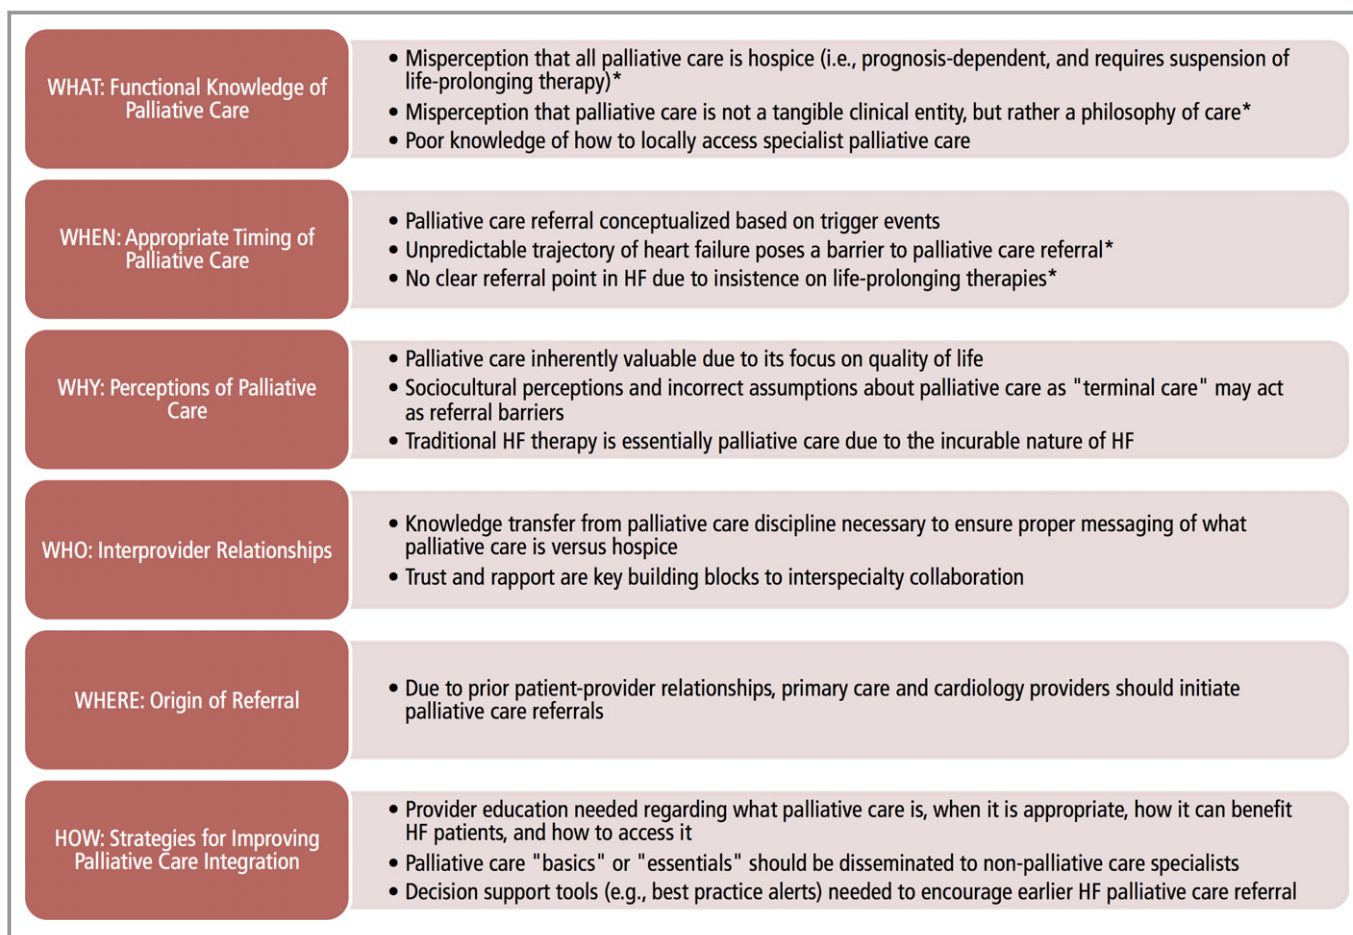 WHAT: Functional Knowledge of
Palliative Care
• Misperception that all palliative care is hospice (i.e., prognosis-dependent, and requires suspension of
life-prolonging therapy)*
• Misperception that palliative care is not a tangible clinical entity, but rather a philosophy of care*
• Poor knowledge of how to locally access specialist palliative care
WHEN: Appropriate Timing of
Palliative Care
• Palliative care referral conceptualized based on trigger events
• Unpredictable trajectory of heart failure poses a barrier to palliative care referral*
• No clear referral point in HF due to insistence on life-prolonging therapies*
WHY: Perceptions of Palliative
Care
• Palliative care inherently valuable due to its focus on quality of life
• Sociocultural perceptions and incorrect assumptions about palliative care as "terminal care" may act
as referral barriers
• Traditional HF therapy is essentially palliative care due to the incurable nature of HF
WHO: Interprovider Relationships
• Knowledge transfer from palliative care discipline necessary to ensure proper messaging of what
palliative care is versus hospice
• Trust and rapport are key building blocks to interspecialty collaboration
WHERE: Origin of Referral
• Due to prior patient-provider relationships, primary care and cardiology providers should initiate
palliative care referrals
HOW: Strategies for Improving
Palliative Care Integration
• Provider education needed regarding what palliative care is, when it is appropriate, how it can benefit
HF patients, and how to access it
• Palliative care "basics" or "essentials" should be disseminated to non-palliative care specialists
• Decision support tools (e.g., best practice alerts) needed to encourage earlier HF palliative care referral